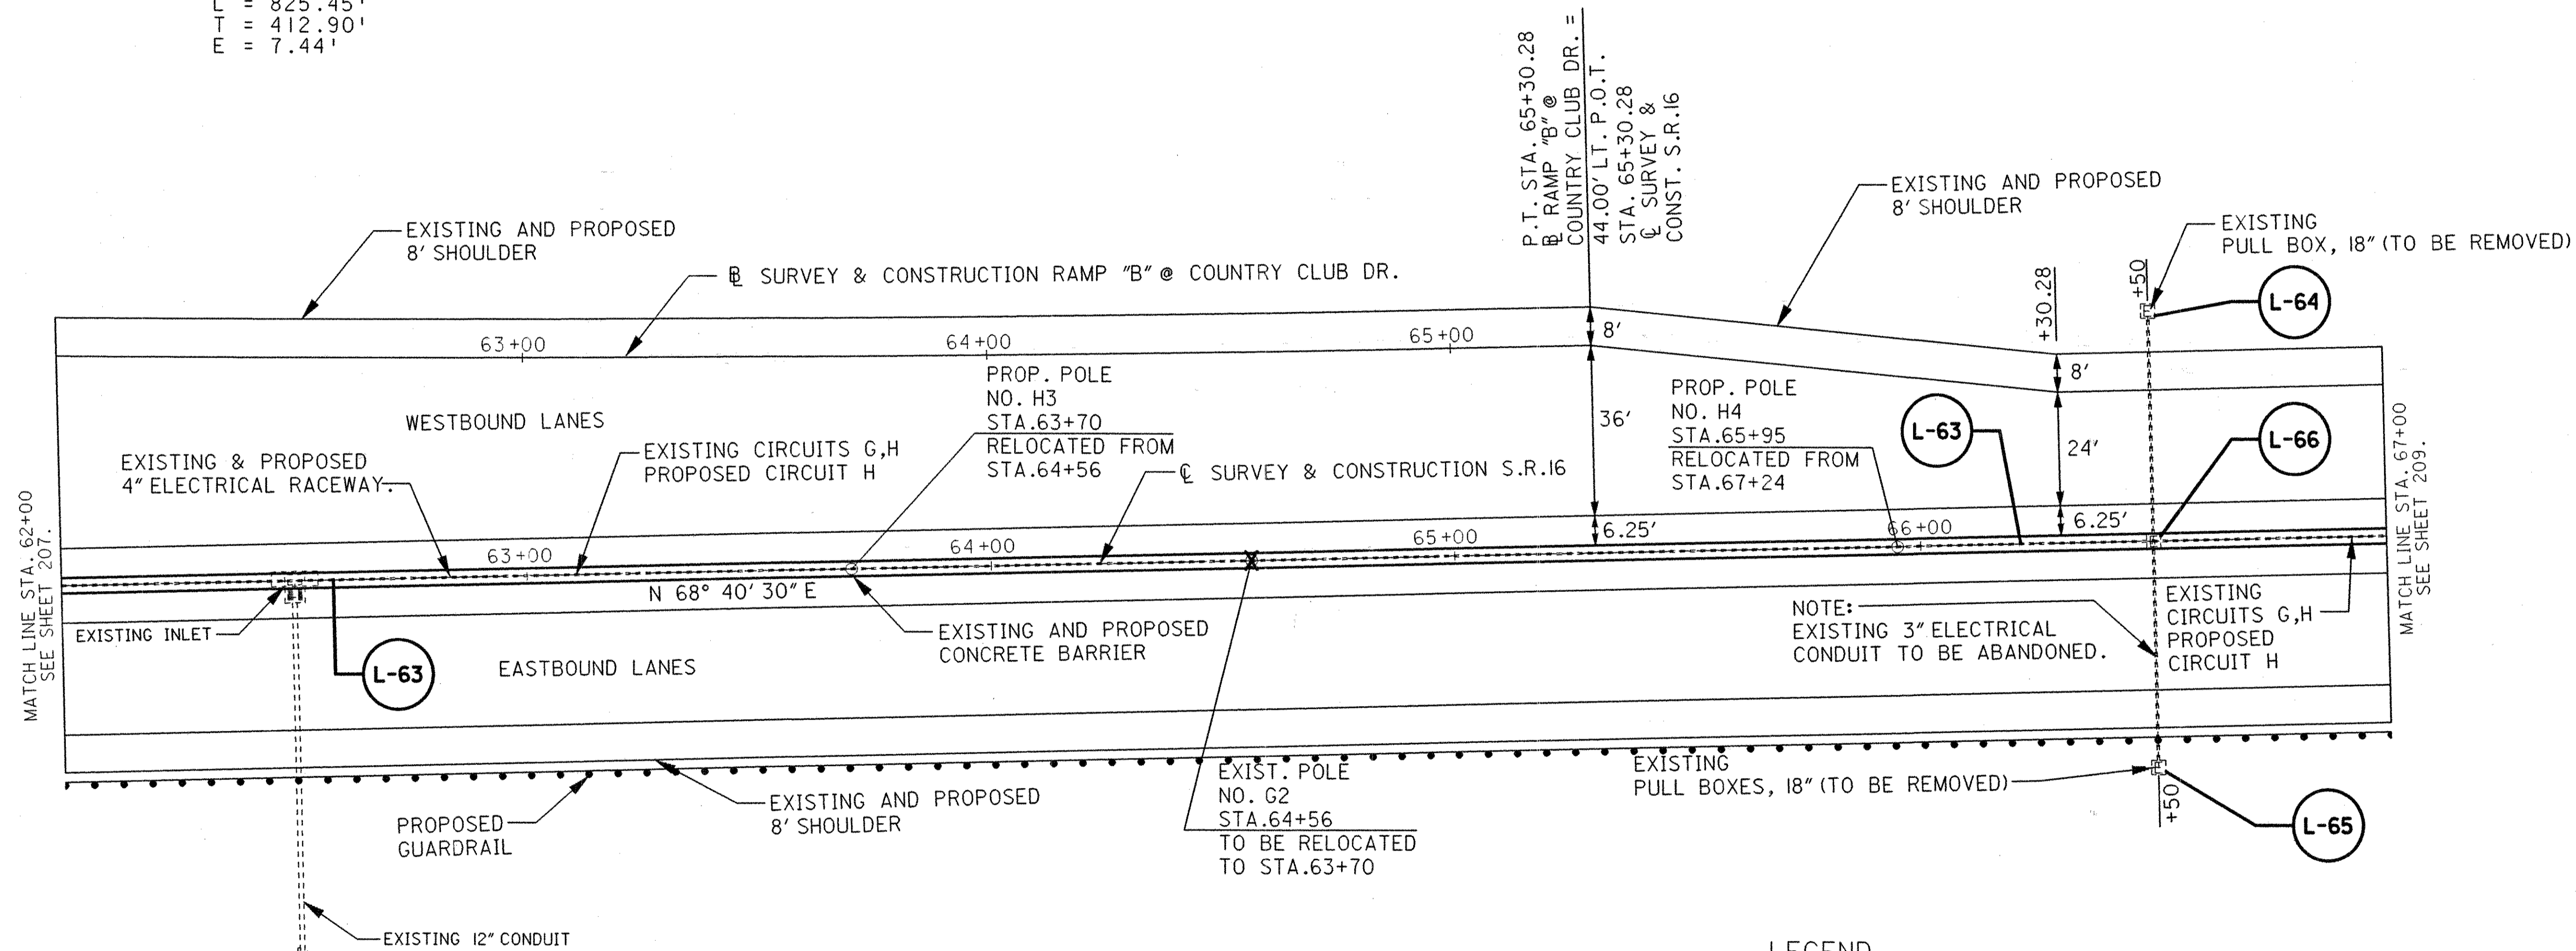 L = 825.45'
T = 412.90'
E = 7.44'
P.T. STA. 65+30.28
℄ RAMP "B" @
COUNTRY CLUB DR. =
44.00' LT. P.O.T.
STA. 65+30.28
℄ SURVEY &
CONST. S.R.16
EXISTING AND PROPOSED
8' SHOULDER
EXISTING AND PROPOSED
8' SHOULDER
EXISTING
PULL BOX, 18" (TO BE REMOVED)
+50
+30.28
L-64
BL SURVEY & CONSTRUCTION RAMP "B" @ COUNTRY CLUB DR.
63+00
64+00
65+00
8'
8'
36'
24'
6.25'
6.25'
PROP. POLE
NO. H3
STA.63+70
RELOCATED FROM
STA.64+56
PROP. POLE
NO. H4
STA.65+95
RELOCATED FROM
STA.67+24
L-63
L-66
WESTBOUND LANES
EXISTING & PROPOSED
4" ELECTRICAL RACEWAY.
EXISTING CIRCUITS G,H
PROPOSED CIRCUIT H
℄ SURVEY & CONSTRUCTION S.R.16
MATCH LINE STA. 62+00
SEE SHEET 207.
MATCH LINE STA. 67+00
SEE SHEET 209.
63+00
64+00
65+00
66+00
N 68° 40' 30" E
EXISTING INLET
L-63
EASTBOUND LANES
EXISTING AND PROPOSED
CONCRETE BARRIER
NOTE:
EXISTING 3" ELECTRICAL
CONDUIT TO BE ABANDONED.
EXISTING
CIRCUITS G,H
PROPOSED
CIRCUIT H
EXISTING
PULL BOXES, 18" (TO BE REMOVED)
+50
L-65
EXIST. POLE
NO. G2
STA.64+56
TO BE RELOCATED
TO STA.63+70
EXISTING AND PROPOSED
8' SHOULDER
PROPOSED
GUARDRAIL
EXISTING 12" CONDUIT
LEGEND